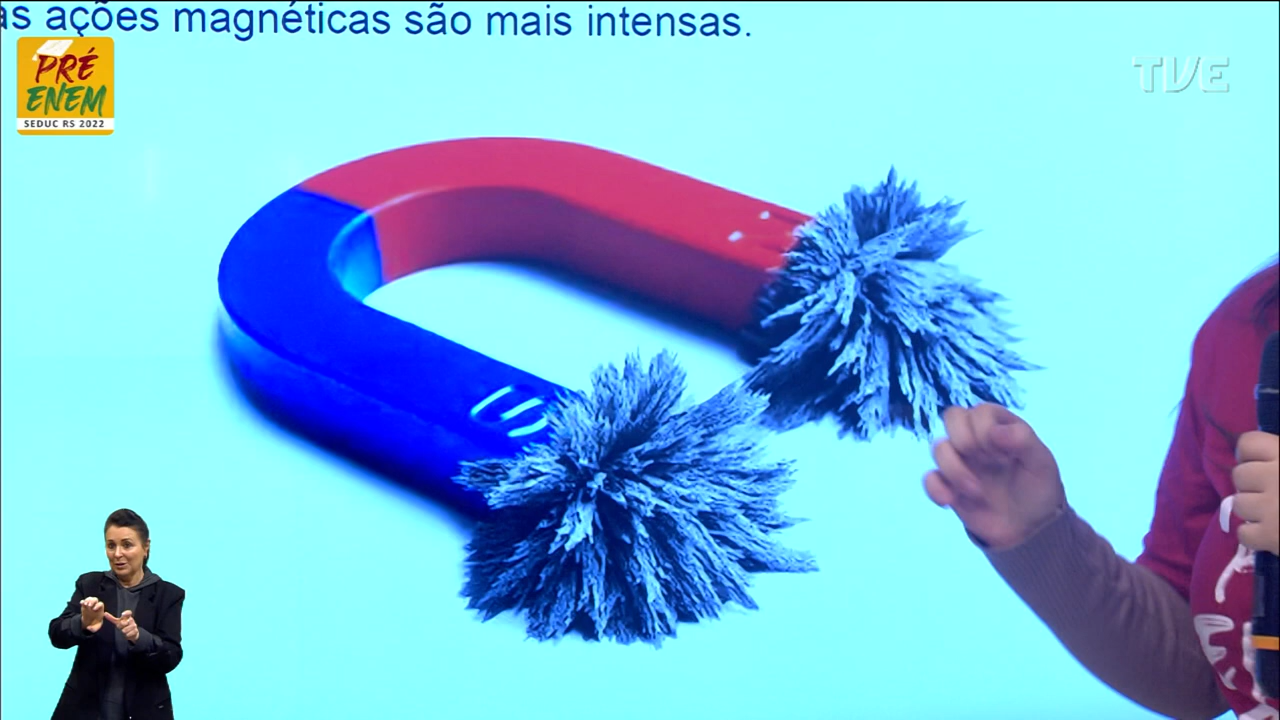 as ações magnéticas são mais intensas.
PRÉ
ENEM
SEDUC RS 2022
TVE
S